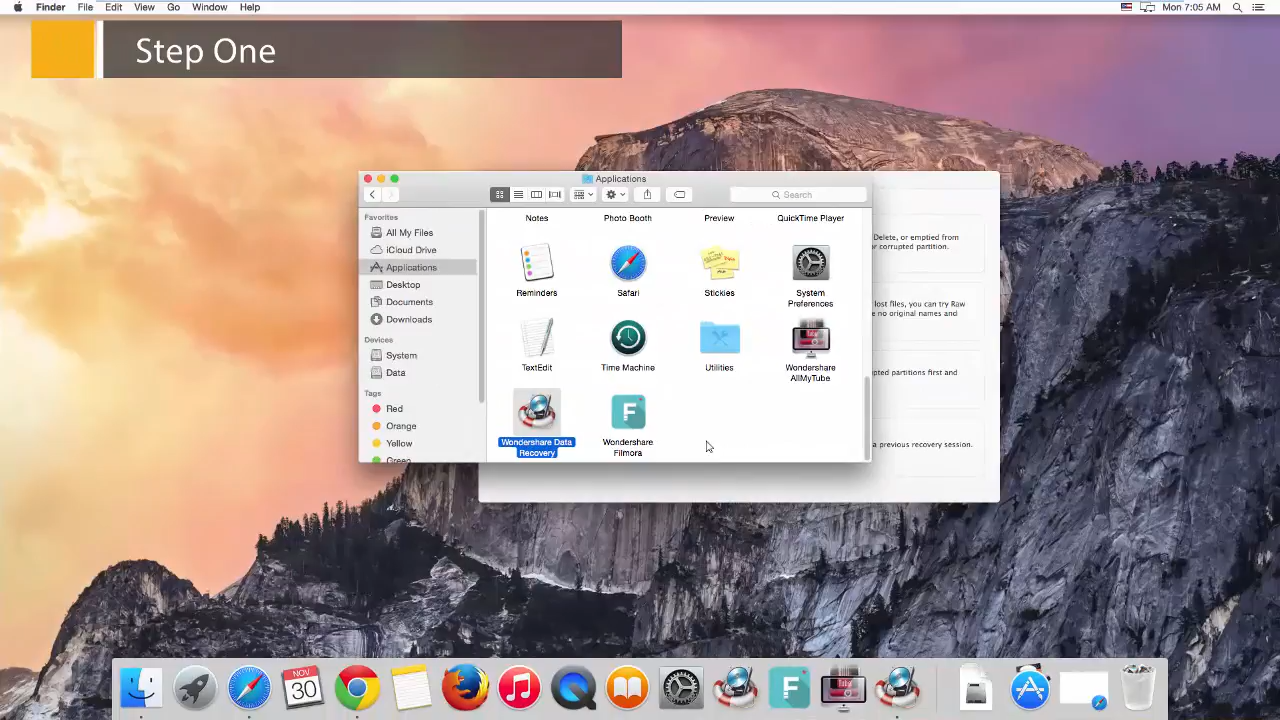 Finder File Edit View Go Window Help Mon 7:05 AM
Step One
Applications
Search
Favorites
All My Files
iCloud Drive
Applications
Desktop
Documents
Downloads
Devices
System
Data
Tags
Red
Orange
Yellow
Green
Notes Photo Booth Preview QuickTime Player
Reminders Safari Stickies System
Preferences
TextEdit Time Machine Utilities Wondershare
AllMyTube
Wondershare Data
Recovery
Wondershare
Filmora
Delete, or emptied from
or corrupted partition.
lost files, you can try Raw
no original names and
partitions first and
a previous recovery session.
NOV
30